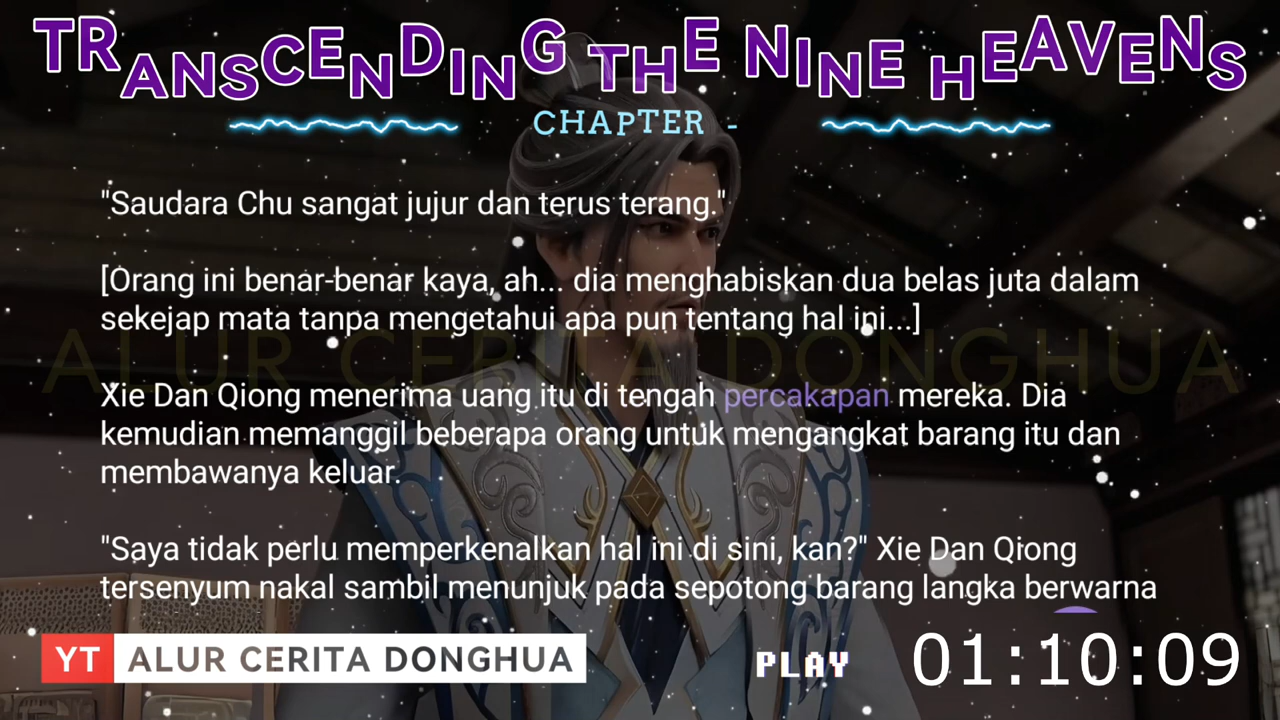 TRANSCENDING THE NINE HEAVENS
CHAPTER -
"Saudara Chu sangat jujur dan terus terang."
[Orang ini benar-benar kaya, ah... dia menghabiskan dua belas juta dalam
sekejap mata tanpa mengetahui apa pun tentang hal ini...]
ALUR CERITA DONGHUA
Xie Dan Qiong menerima uang itu di tengah percakapan mereka. Dia
kemudian memanggil beberapa orang untuk mengangkat barang itu dan
membawanya keluar.
"Saya tidak perlu memperkenalkan hal ini di sini, kan?" Xie Dan Qiong
tersenyum nakal sambil menunjuk pada sepotong barang langka berwarna
YT ALUR CERITA DONGHUA
PLAY 01:10:09